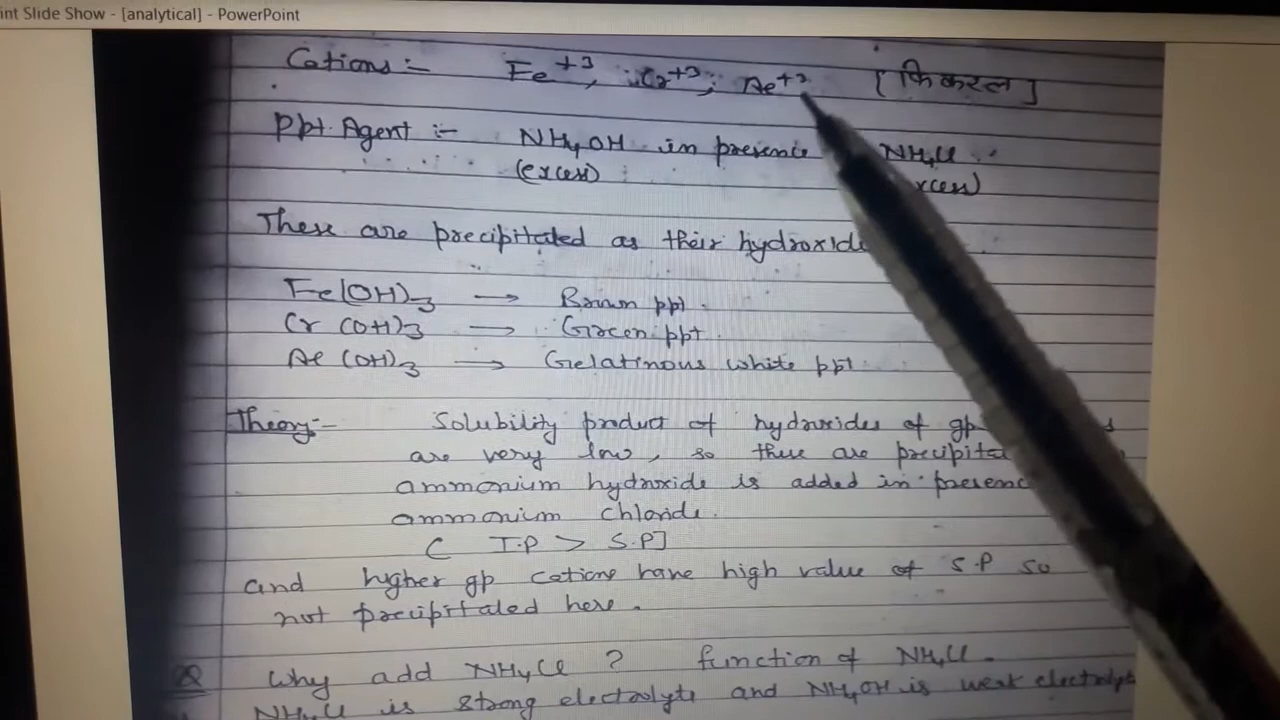 int Slide Show - [analytical] - PowerPoint
Cations:- Fe+3, Cr+3; Al+3 [फिकरल]
Ppt. Agent :- NH4OH in presence NH4Cl
(excess) xcess)
These are precipitated as their hydroxide
Fe(OH)3 → Brown ppt.
Cr (OH)3 → Green ppt.
Al (OH)3 → Gelatinous white ppt.
Theory:- Solubility product of hydroxides of gp
are very low, so these are precipita
ammonium hydroxide is added in presenc
ammonium chloride.
( I.P > S.P]
and higher gp cations have high value of S.P so
not precipitated here.
Q Why add NH4Cl ? function of NH4Cl.
NH4Cl is strong electrolyte and NH4OH is weak electrolyte